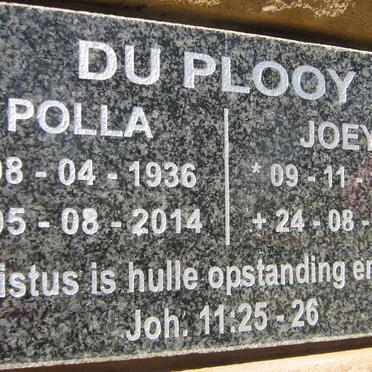 DU PLOOY
POLLA JOEY
08 - 04 - 1936 * 09 - 11 -
05 - 08 - 2014 + 24 - 08 -
istus is hulle opstanding en
Joh. 11:25 - 26